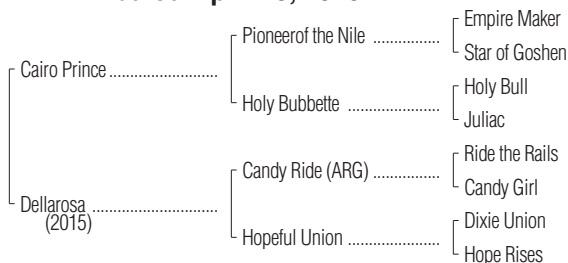 Empire Maker
Pioneerof the Nile ................
Star of Goshen
Cairo Prince ..........................
Holy Bull
Holy Bubbette ......................
Juliac
Ride the Rails
Candy Ride (ARG) ................
Candy Girl
Dellarosa ..............................
(2015)
Dixie Union
Hopeful Union ......................
Hope Rises